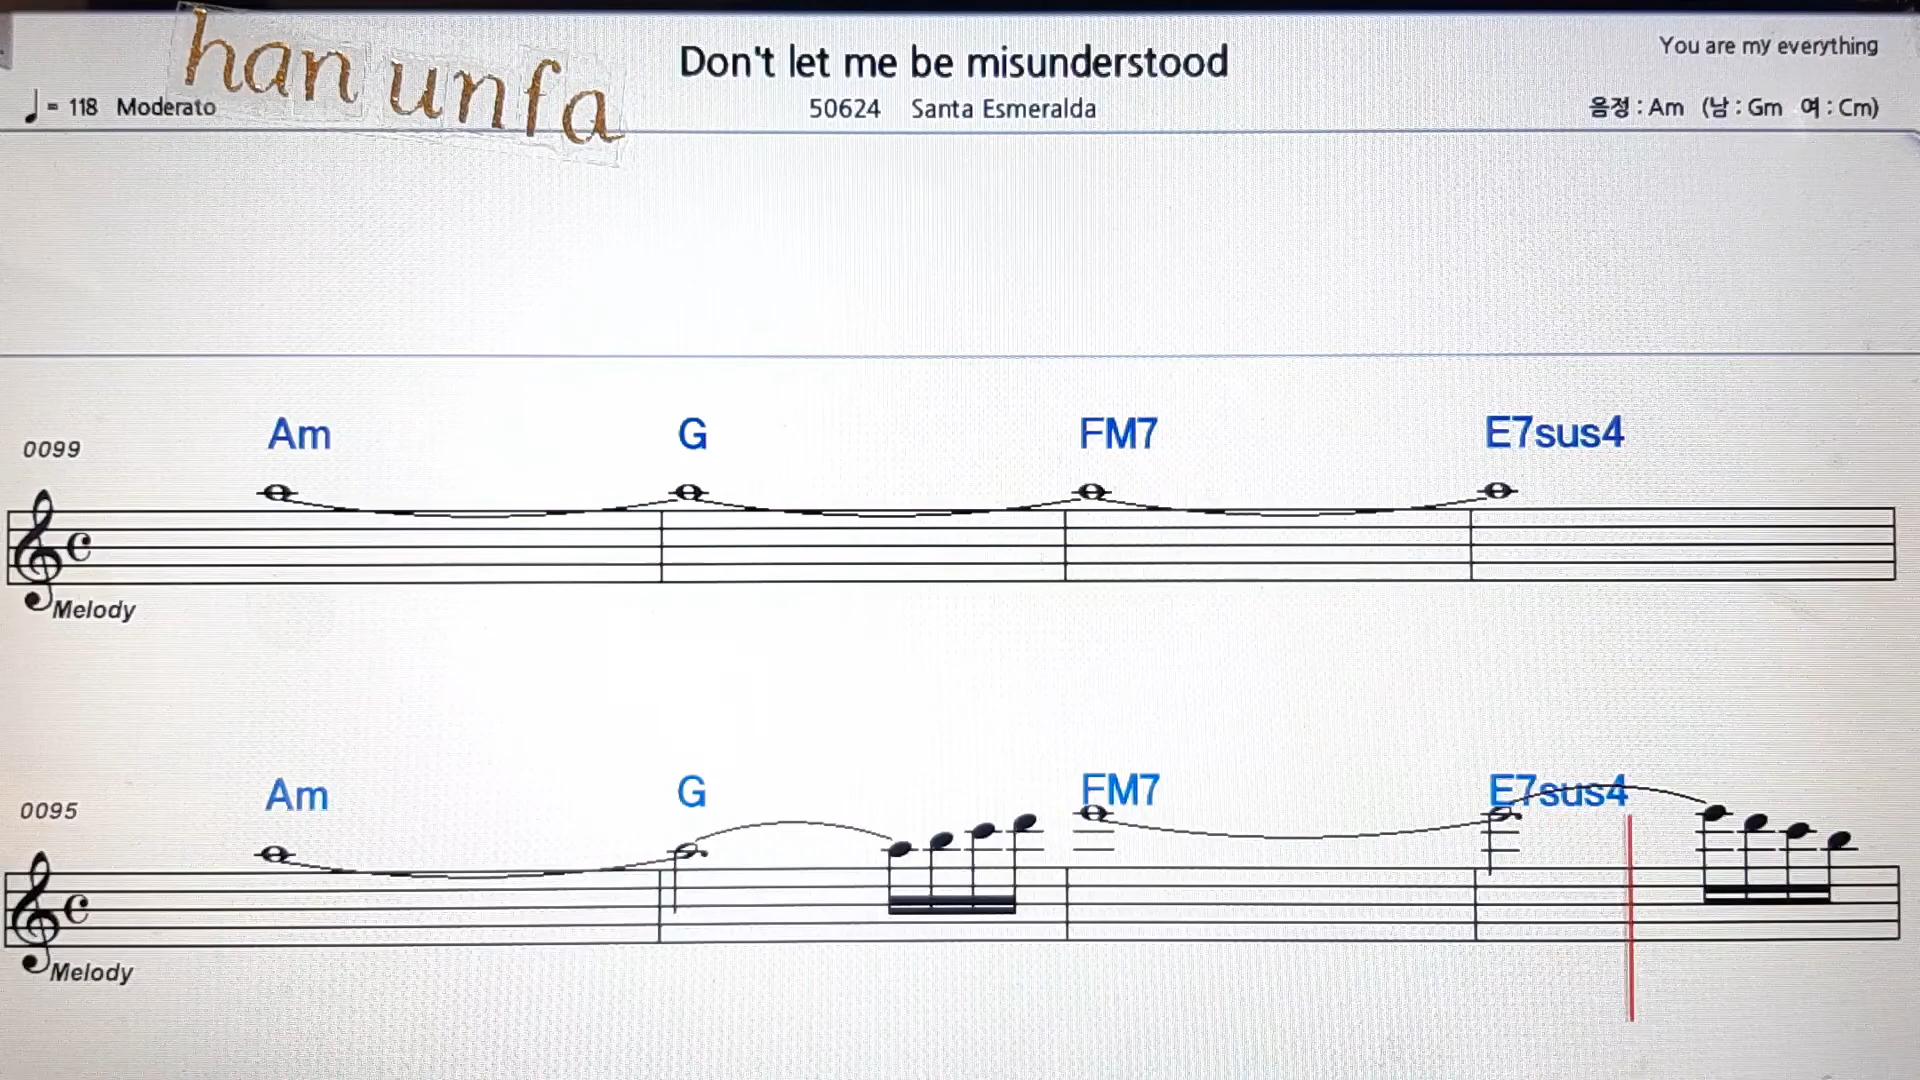 han unfa
Don't let me be misunderstood
You are my everything
♩= 118 Moderato
50624 Santa Esmeralda
음정 : Am (남 : Gm 여 : Cm)
Am G FM7 E7sus4
0099
Melody
Am G FM7 E7sus4
0095
Melody